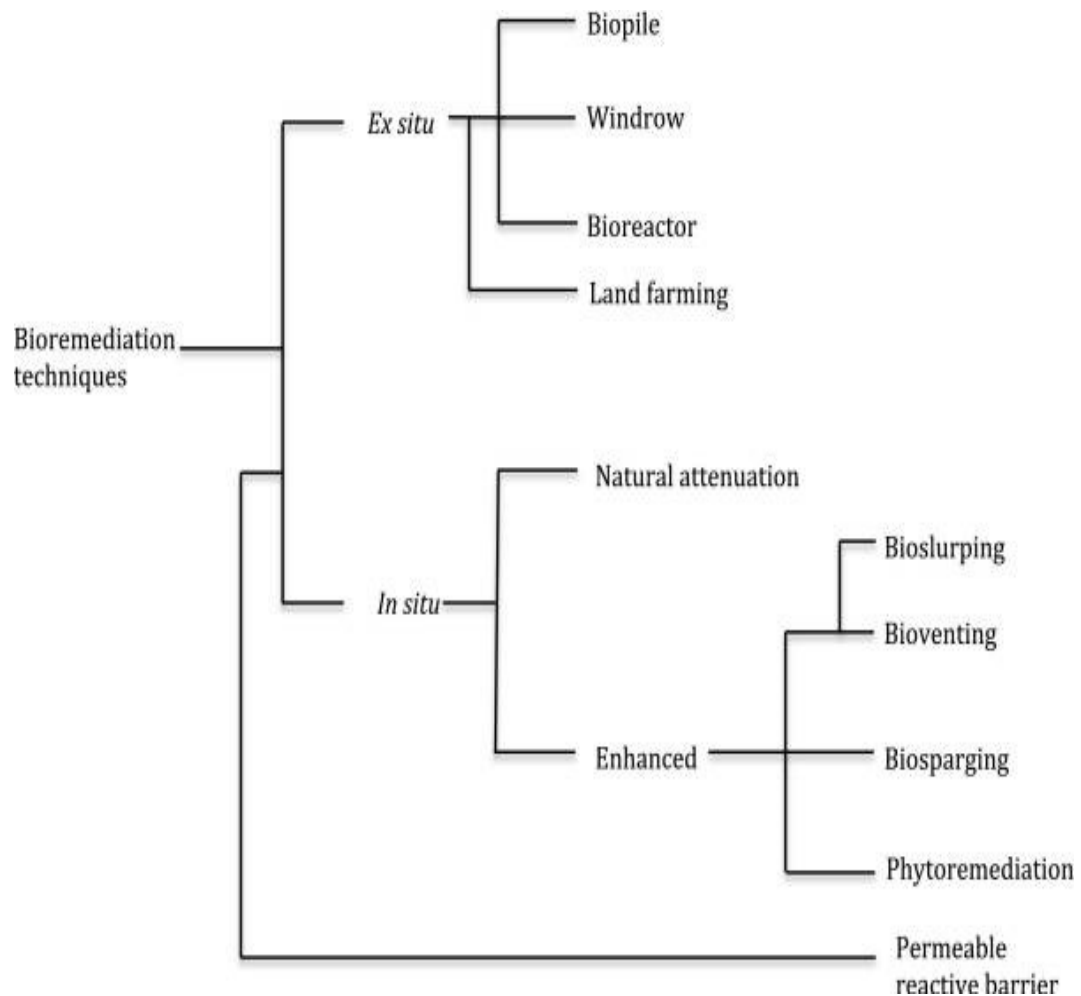 Biopile
Ex situ
Windrow
Bioreactor
Land farming
Bioremediation
techniques
Natural attenuation
Bioslurping
In situ
Bioventing
Enhanced
Biosparging
Phytoremediation
Permeable
reactive barrier